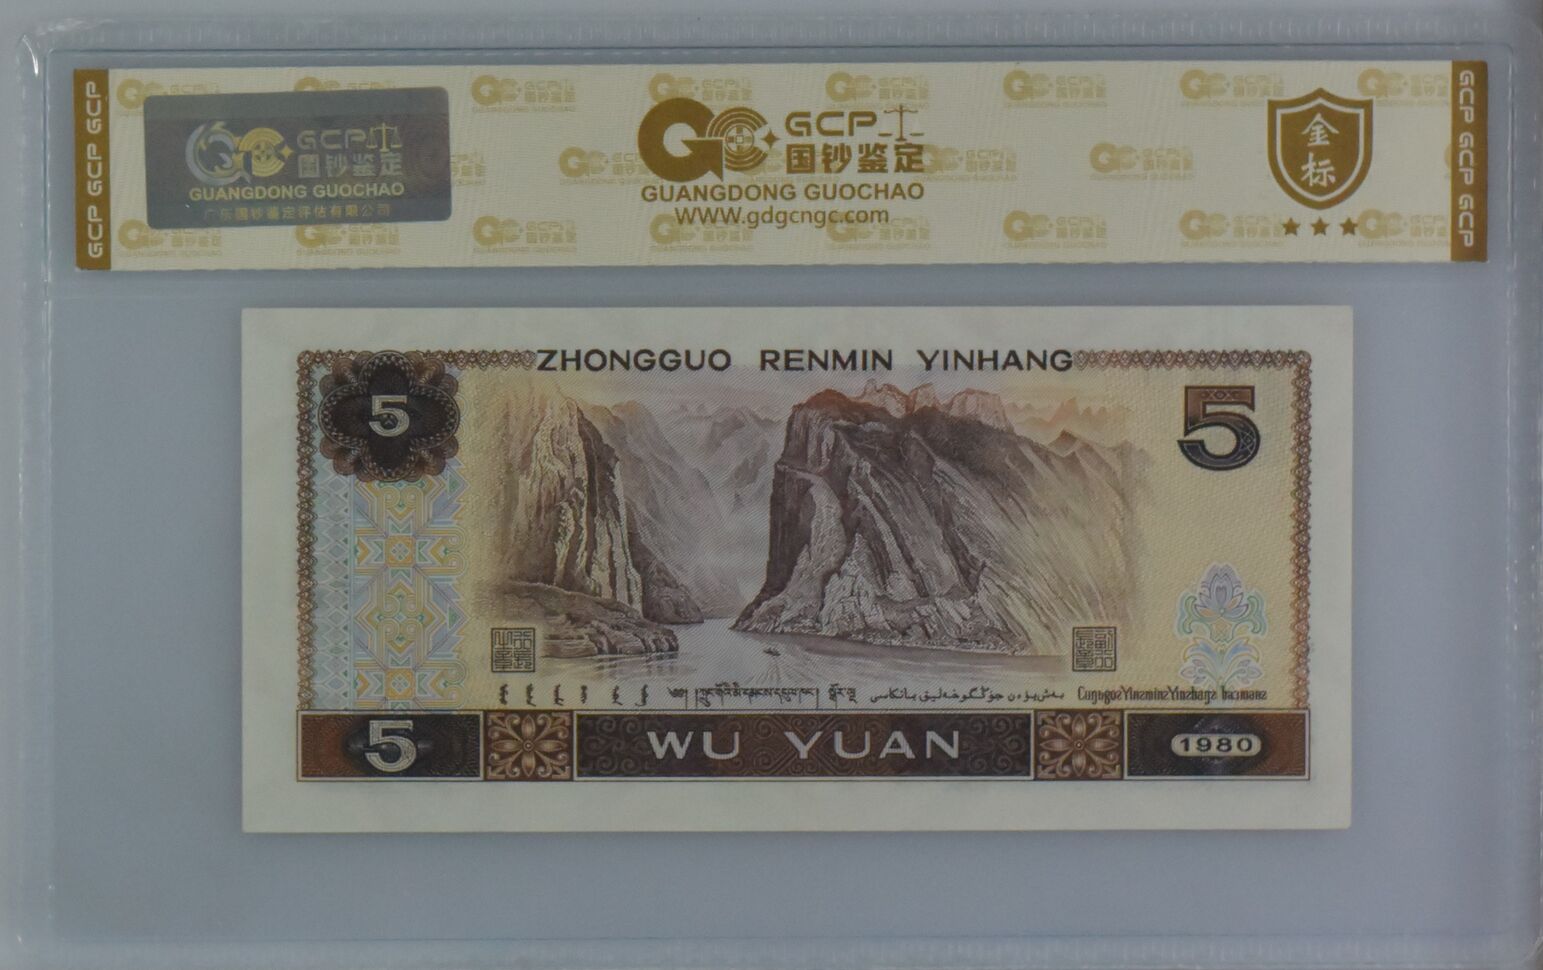 GCP GCP GCP
GCP
国钞鉴定
GUANGDONG GUOCHAO
广东国钞鉴定评估有限公司
GCP
国钞鉴定
GUANGDONG GUOCHAO
WWW.gdgcngc.com
金
标
GCP GCP GCP
ZHONGGUO RENMIN YINHANG
5
5
5
WU YUAN
1980